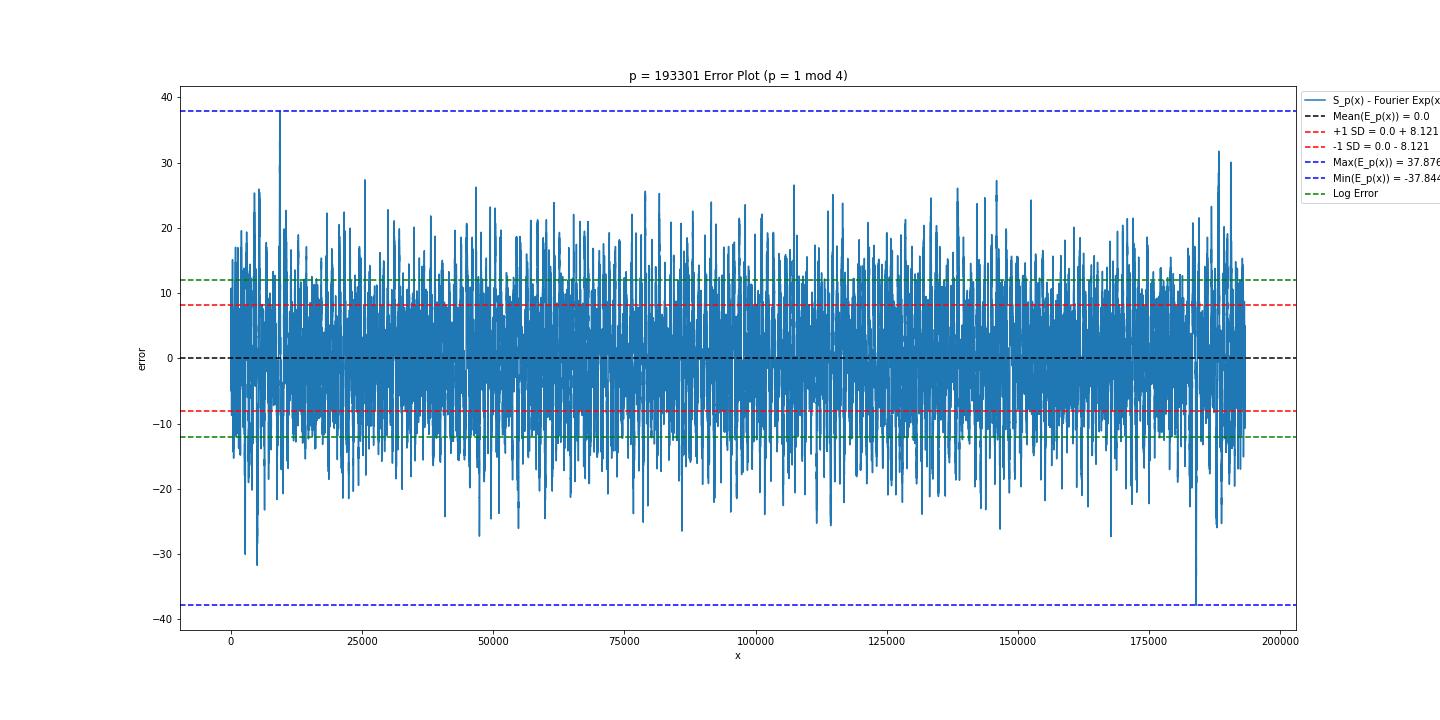 p = 193301 Error Plot (p = 1 mod 4)
40
30
20
10
0
−10
−20
−30
−40
error
0
25000
50000
75000
100000
125000
150000
175000
200000
x
S_p(x) - Fourier Exp(x
Mean(E_p(x)) = 0.0
+1 SD = 0.0 + 8.121
-1 SD = 0.0 - 8.121
Max(E_p(x)) = 37.876
Min(E_p(x)) = -37.844
Log Error